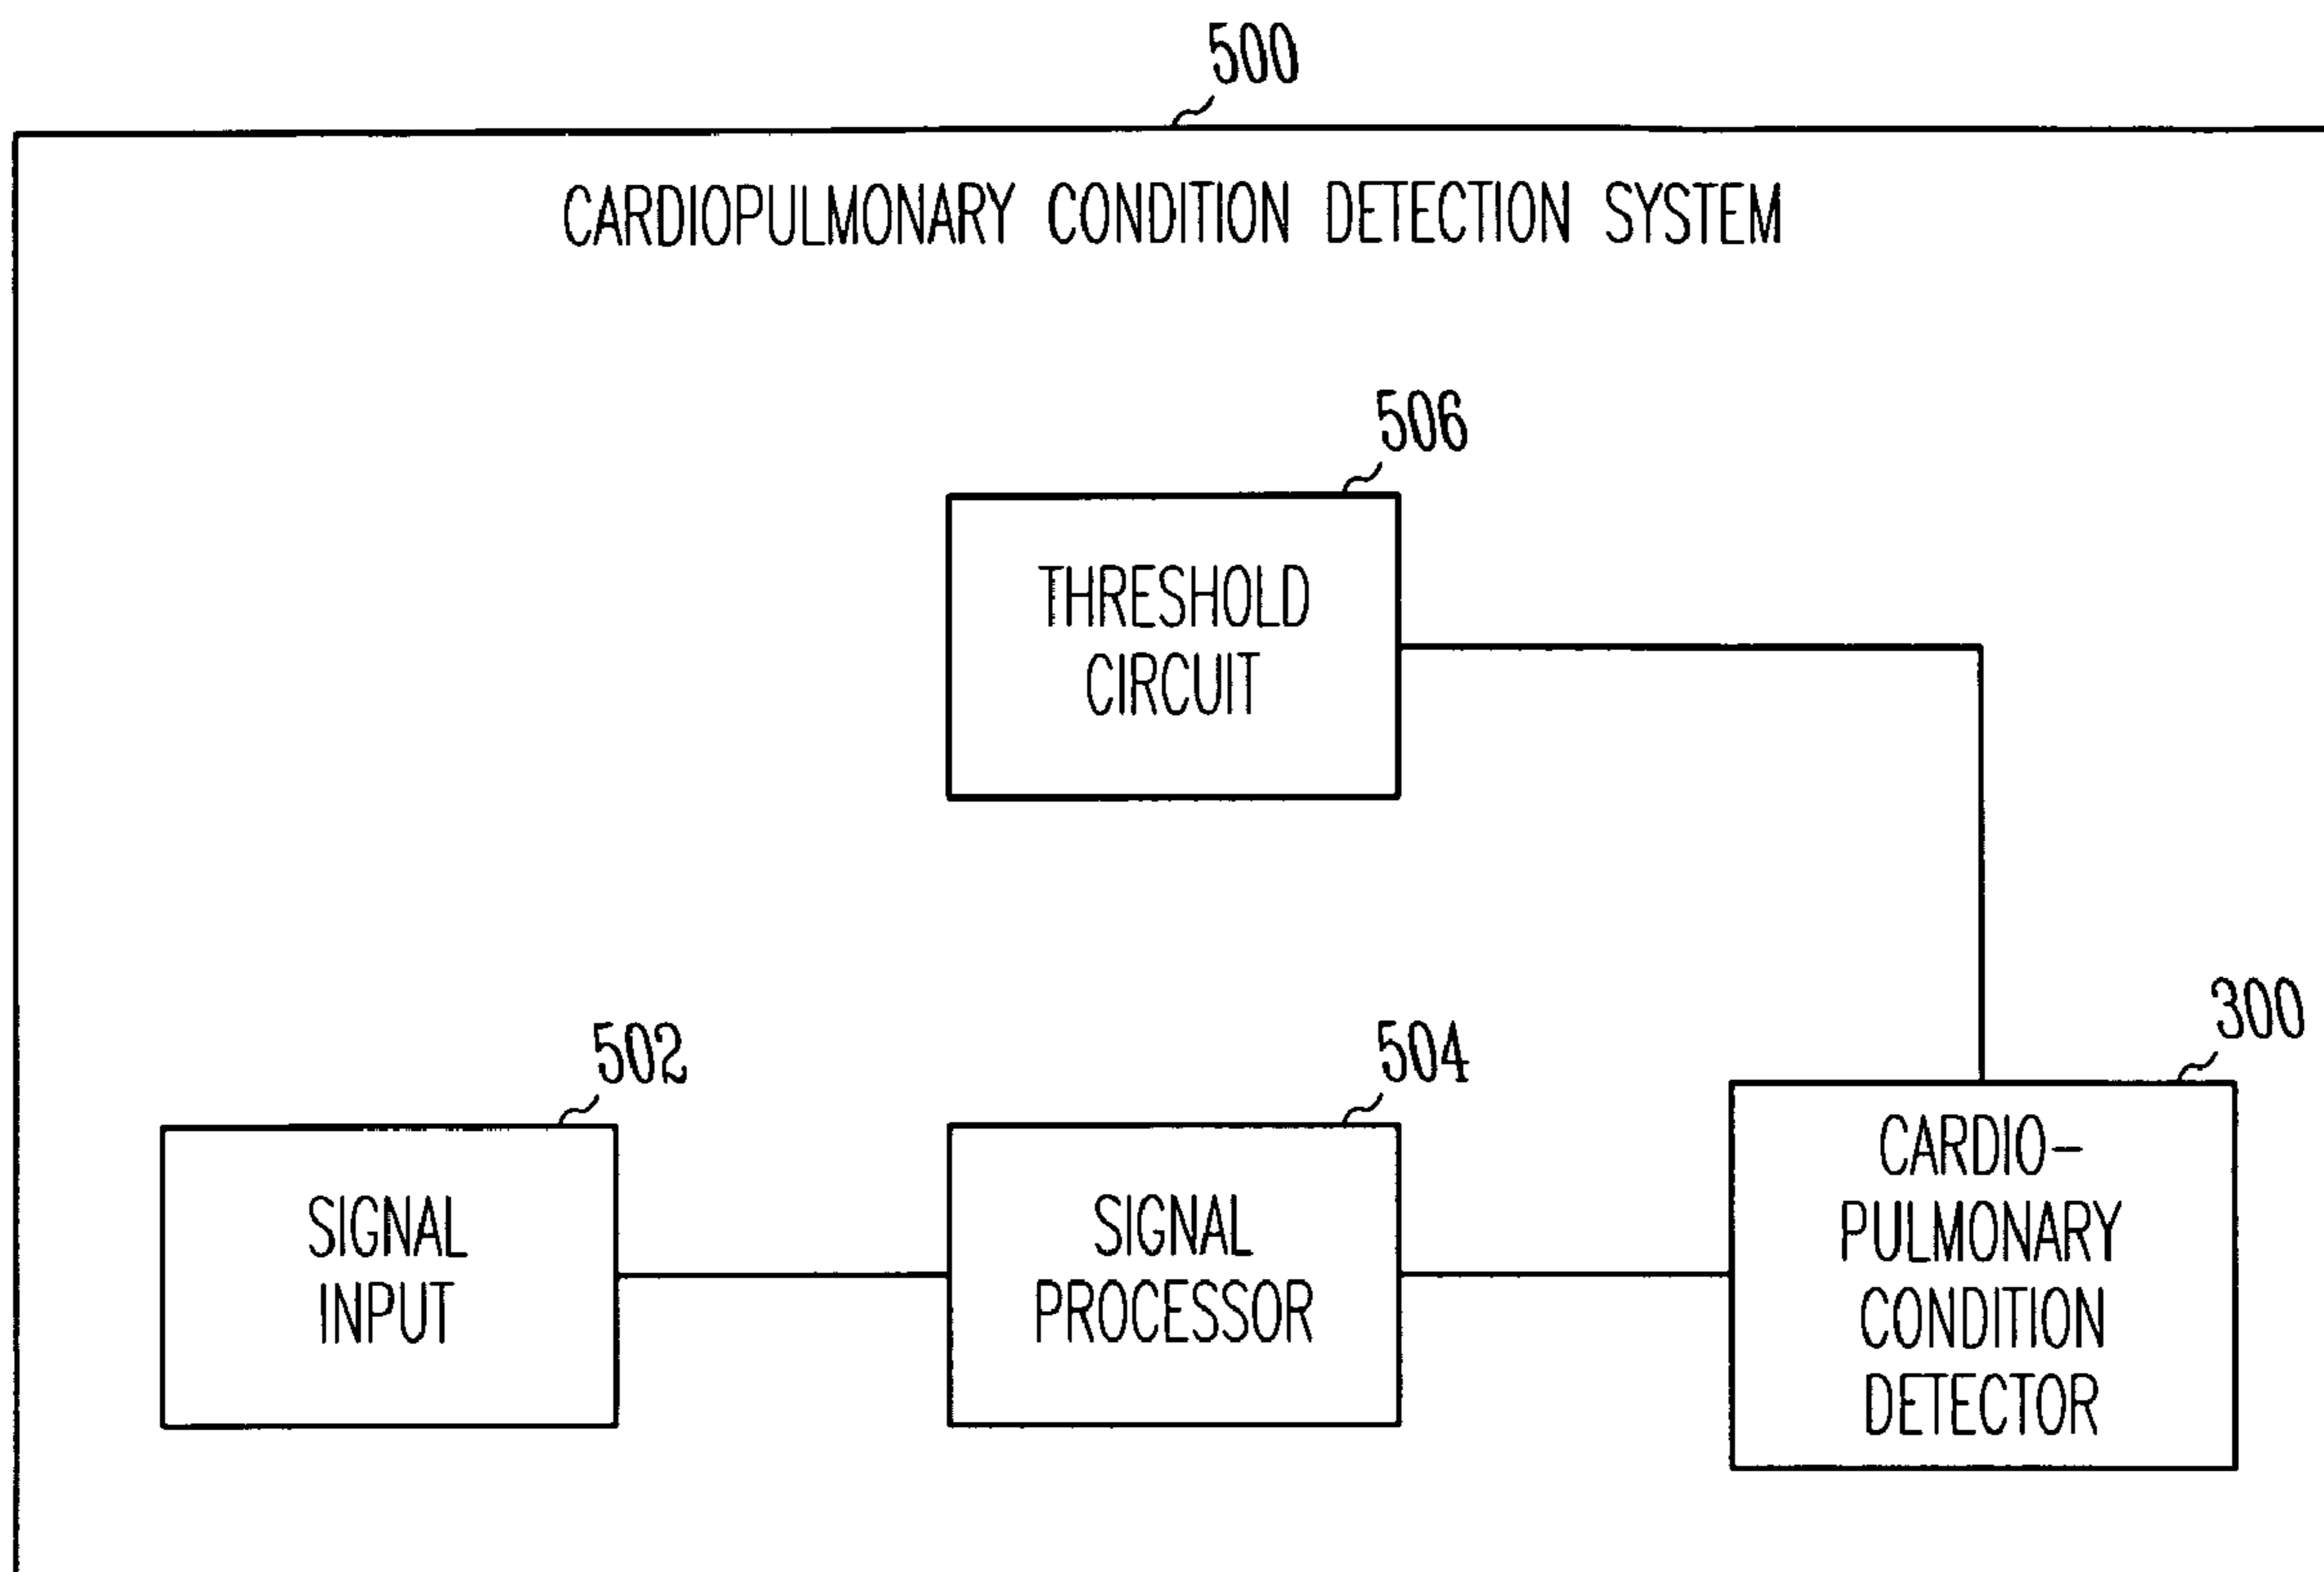 500
CARDIOPULMONARY CONDITION DETECTION SYSTEM
506
THRESHOLD
CIRCUIT
502
SIGNAL
INPUT
504
SIGNAL
PROCESSOR
300
CARDIO-
PULMONARY
CONDITION
DETECTOR